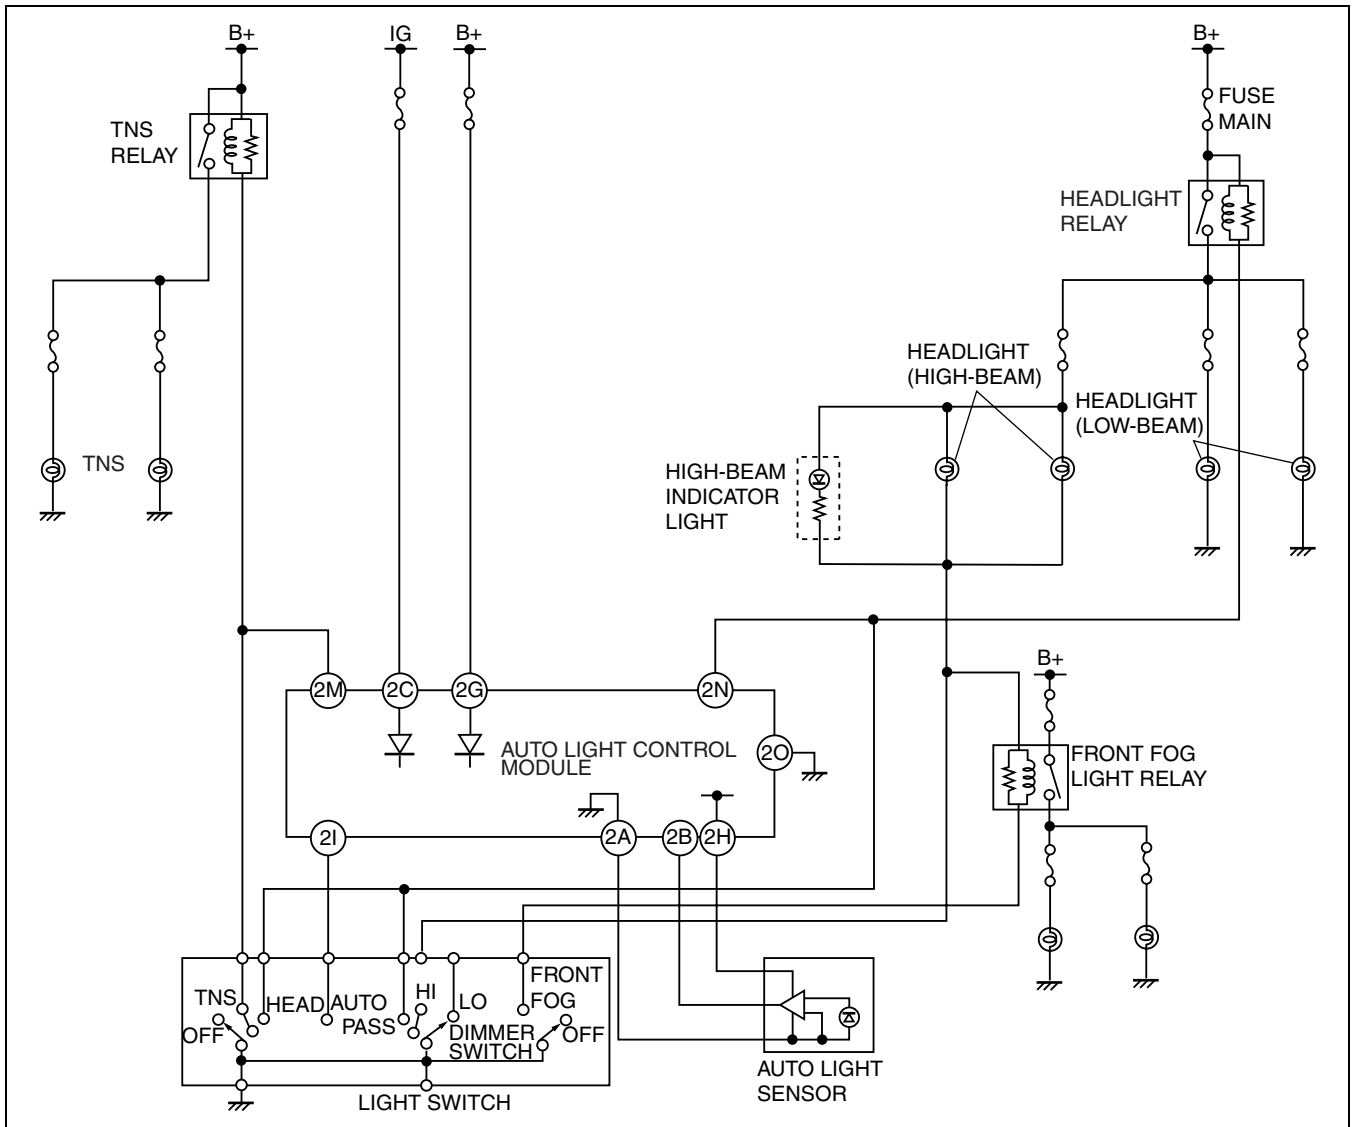 B+
IG
B+
B+
FUSE
MAIN
TNS
RELAY
HEADLIGHT
RELAY
HEADLIGHT
(HIGH-BEAM)
HEADLIGHT
(LOW-BEAM)
TNS
HIGH-BEAM
INDICATOR
LIGHT
B+
2M
2C
2G
2N
AUTO LIGHT CONTROL
MODULE
2O
FRONT FOG
LIGHT RELAY
2I
2A
2B
2H
FRONT
FOG
TNS
HEAD
AUTO
PASS
HI
LO
OFF
DIMMER
SWITCH
OFF
AUTO LIGHT
SENSOR
LIGHT SWITCH